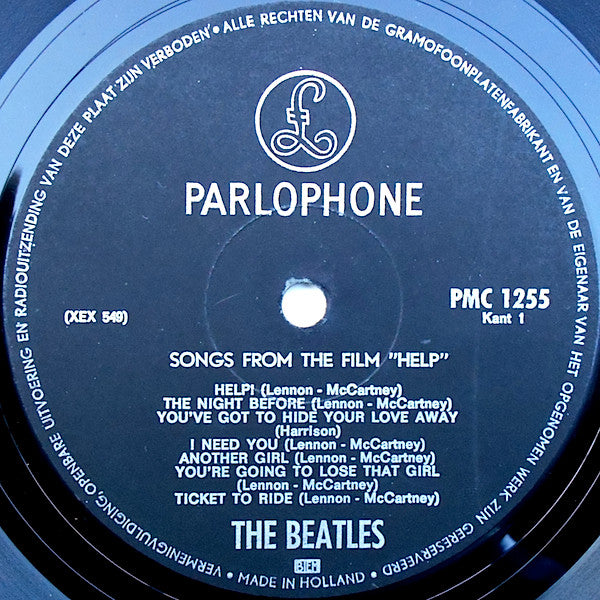 ALLE RECHTEN VAN DE GRAMOFOONPLATENFABRIKANT EN VAN DE EIGENAAR VAN HET OPGENOMEN WERK ZIJN GERESERVEERD •
£
PARLOPHONE
(XEX 549)
PMC 1255
Kant 1
SONGS FROM THE FILM "HELP"
HELP! (Lennon - McCartney)
THE NIGHT BEFORE (Lennon - McCartney)
YOU'VE GOT TO HIDE YOUR LOVE AWAY
(Harrison)
I NEED YOU (Lennon - McCartney)
ANOTHER GIRL (Lennon - McCartney)
YOU'RE GOING TO LOSE THAT GIRL
(Lennon - McCartney)
TICKET TO RIDE (Lennon - McCartney)
THE BEATLES
• MADE IN HOLLAND •
VERMENIGVULDIGING, OPENBARE UITVOERING EN RADIOUITZENDING VAN DEZE PLAAT ZIJN VERBODEN •